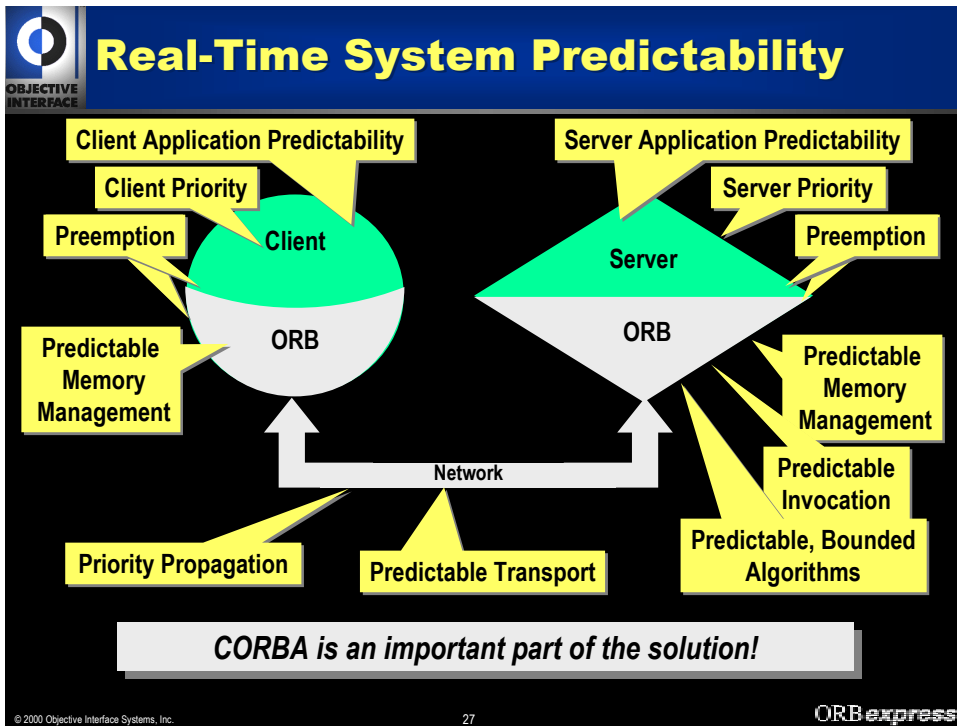 OBJECTIVE
INTERFACE
Real-Time System Predictability
Client Application Predictability
Server Application Predictability
Client Priority
Server Priority
Preemption
Preemption
Client
Server
ORB
ORB
Predictable
Memory
Management
Predictable
Memory
Management
Network
Predictable
Invocation
Predictable, Bounded
Algorithms
Priority Propagation
Predictable Transport
CORBA is an important part of the solution!
© 2000 Objective Interface Systems, Inc.
27
ORBexpress